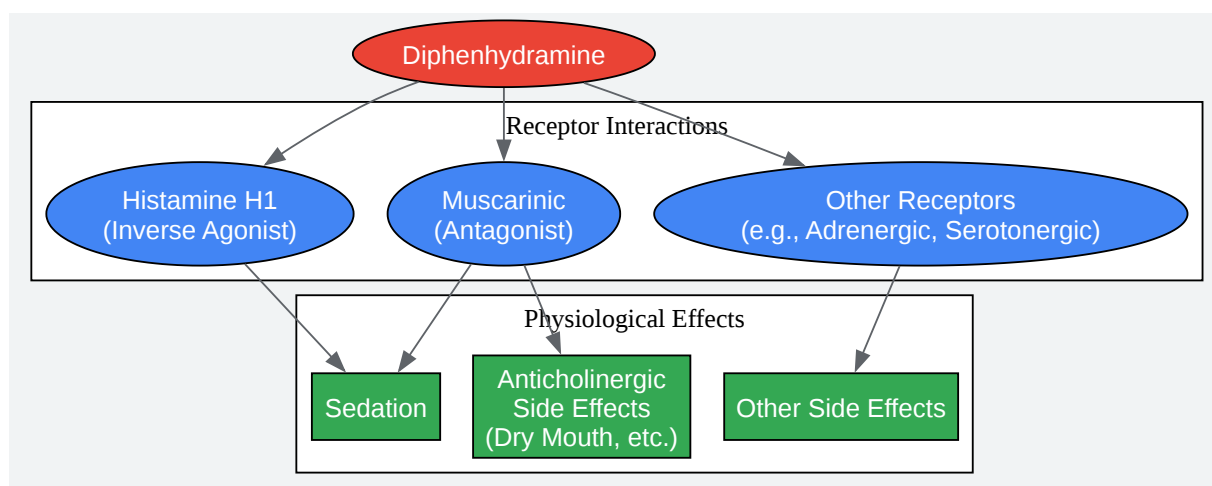 Diphenhydramine
Receptor Interactions
Histamine H1
(Inverse Agonist)
Muscarinic
(Antagonist)
Other Receptors
(e.g., Adrenergic, Serotonergic)
Physiological Effects
Sedation
Anticholinergic
Side Effects
(Dry Mouth, etc.)
Other Side Effects